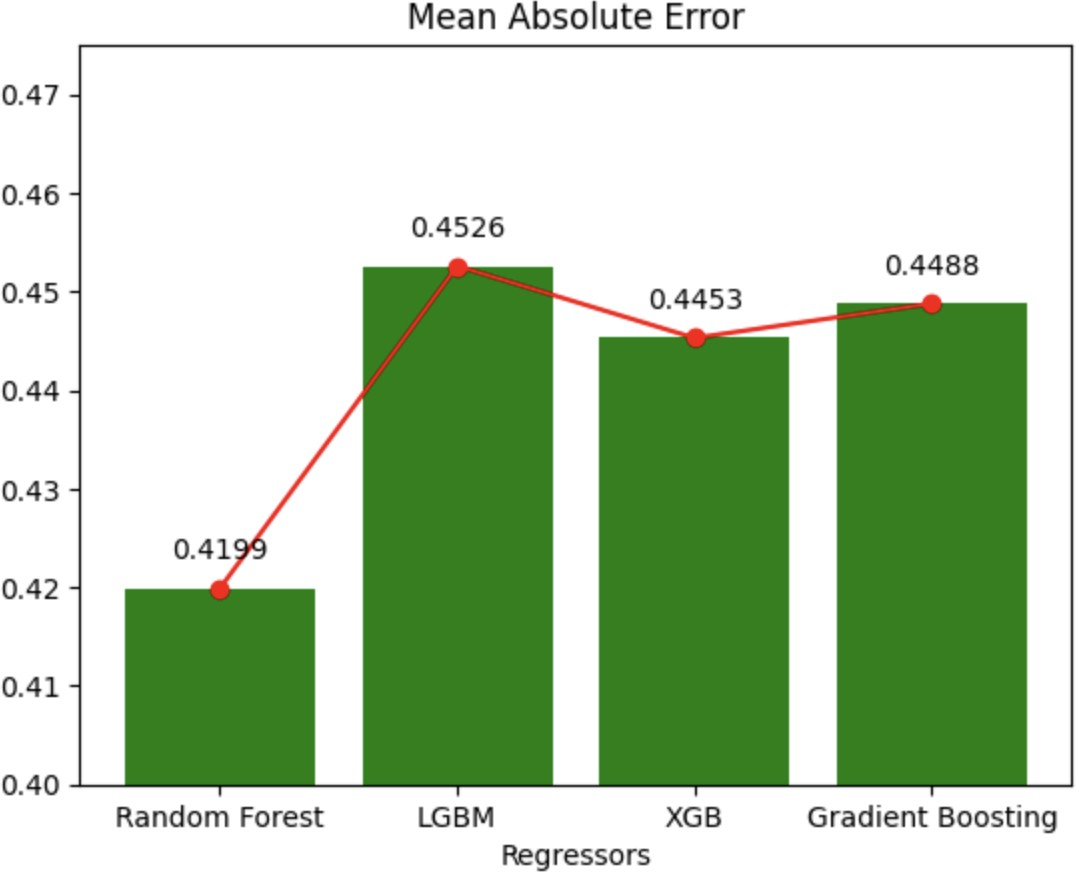 Mean Absolute Error
0.47
0.46
0.45
0.44
0.43
0.42
0.41
0.40
0.4199
0.4526
0.4453
0.4488
Random Forest
LGBM
XGB
Gradient Boosting
Regressors